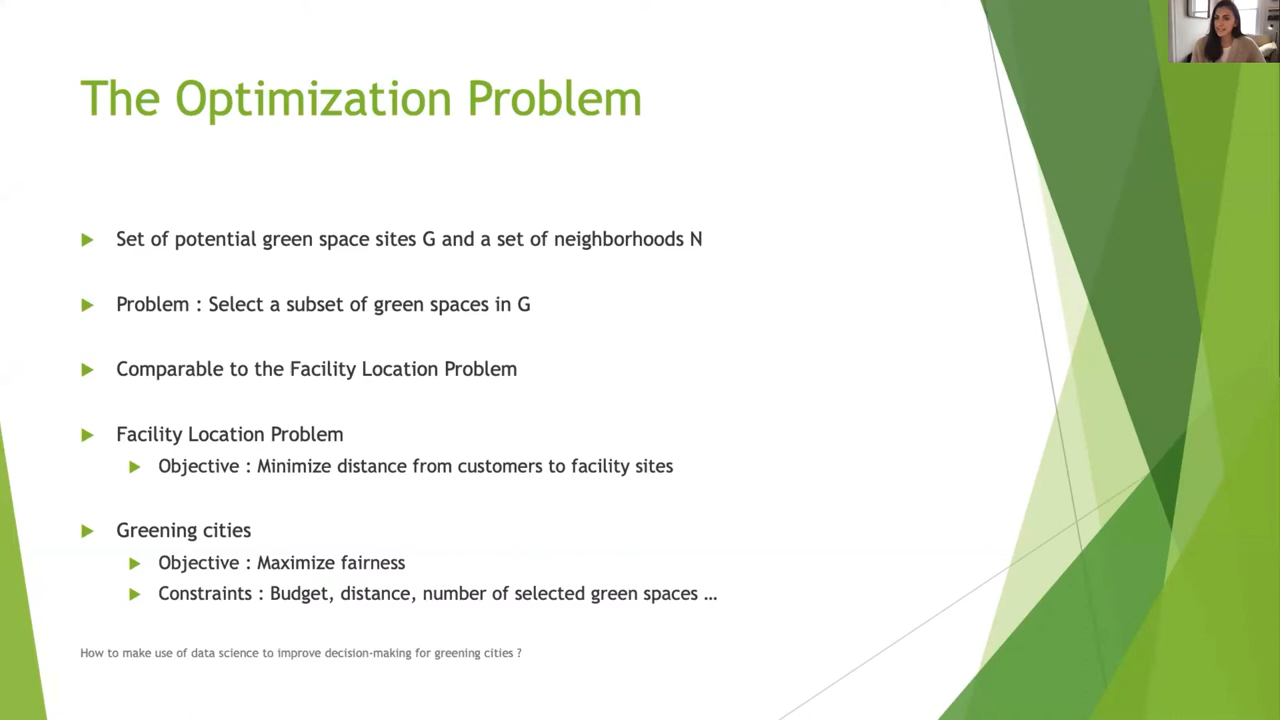 The Optimization Problem
Set of potential green space sites G and a set of neighborhoods N
Problem : Select a subset of green spaces in G
Comparable to the Facility Location Problem
Facility Location Problem
Objective : Minimize distance from customers to facility sites
Greening cities
Objective : Maximize fairness
Constraints : Budget, distance, number of selected green spaces …
How to make use of data science to improve decision-making for greening cities ?